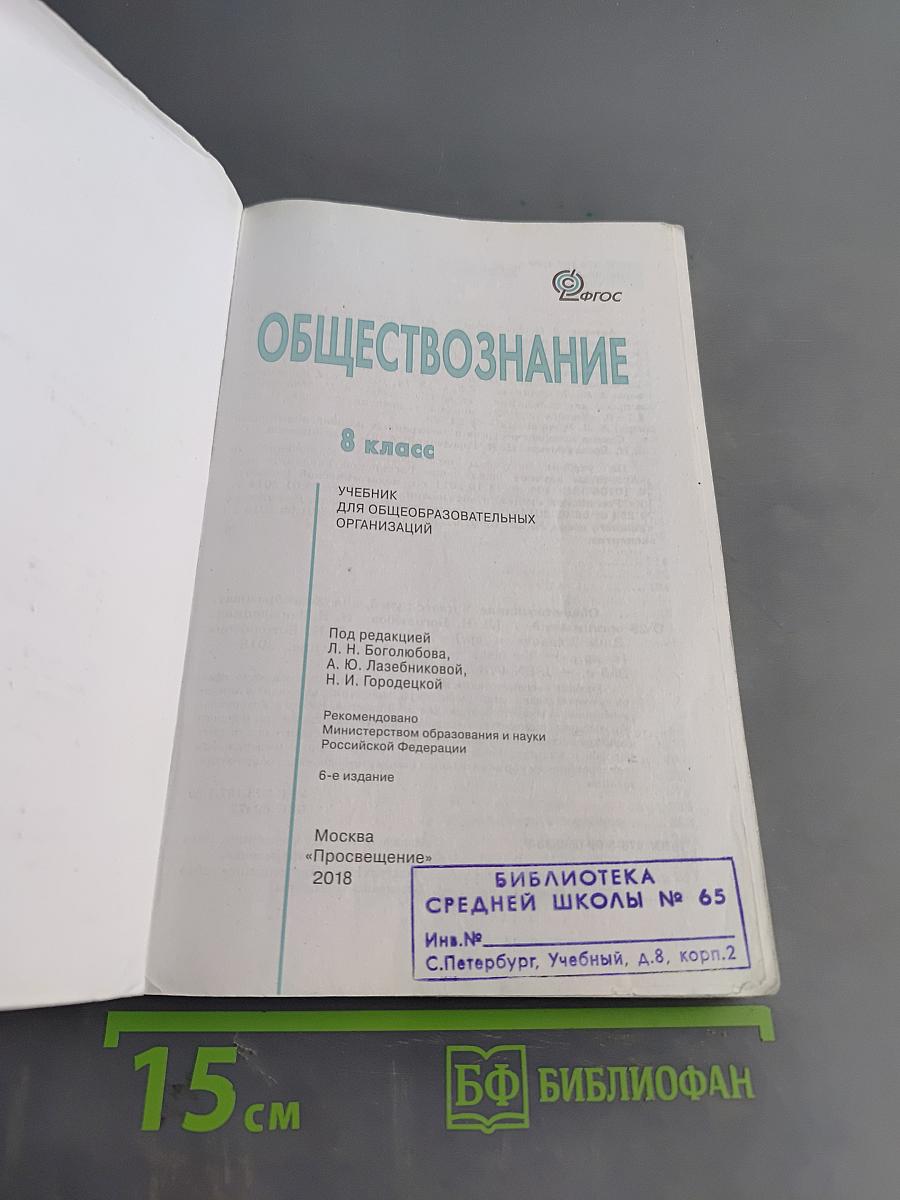 ФГОС
ОБЩЕСТВОЗНАНИЕ
8 класс
УЧЕБНИК
ДЛЯ ОБЩЕОБРАЗОВАТЕЛЬНЫХ
ОРГАНИЗАЦИЙ
Под редакцией
Л. Н. Боголюбова,
А. Ю. Лазебниковой,
Н. И. Городецкой
Рекомендовано
Министерством образования и науки
Российской Федерации
6-е издание
Москва
«Просвещение»
2018
БИБЛИОТЕКА
СРЕДНЕЙ ШКОЛЫ № 65
Инв.№
С.Петербург, Учебный, д.8, корп.2
15 см
БФ БИБЛИОФАН